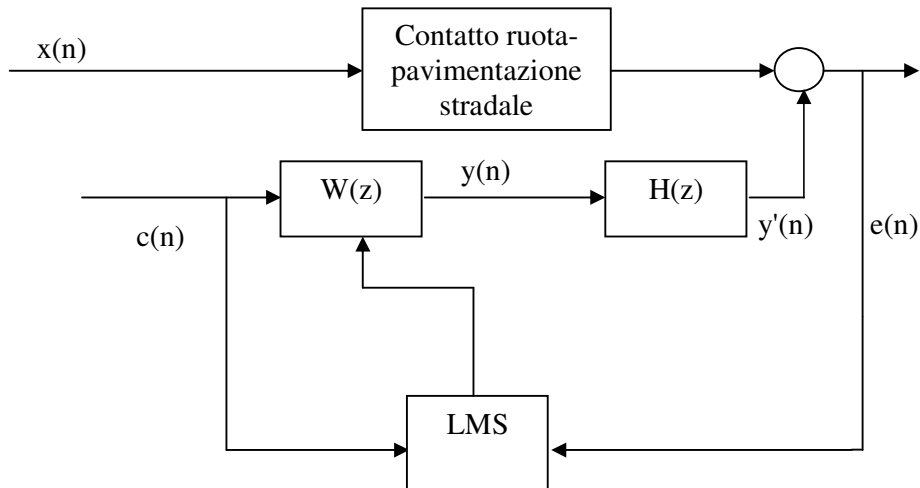 x(n)
Contatto ruota-
pavimentazione
stradale
W(z)
y(n)
H(z)
c(n)
y'(n)
e(n)
LMS